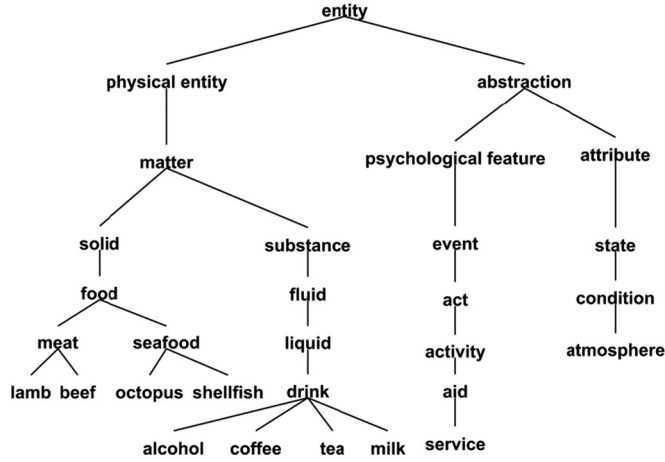 entity
physical entity abstraction
matter psychological feature attribute
solid substance event state
food fluid act condition
meat seafood liquid activity atmosphere
lamb beef octopus shellfish drink aid
alcohol coffee tea milk service